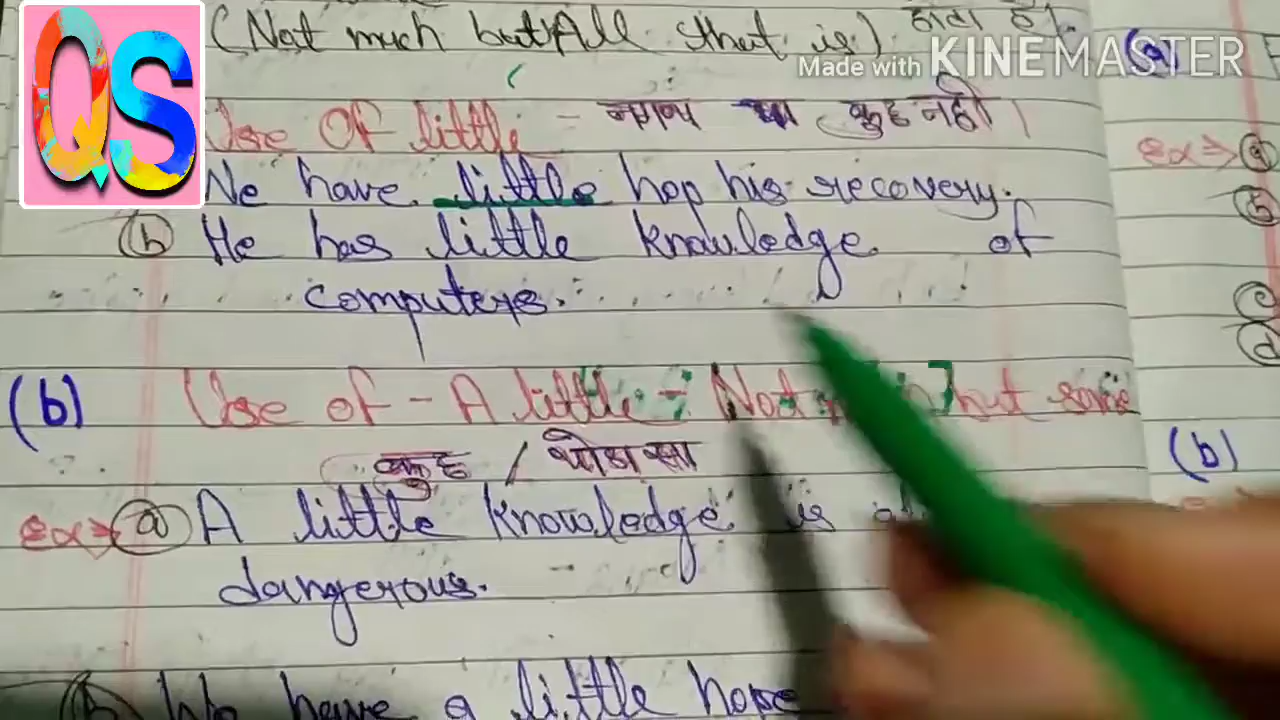 (Not much but All that is) होता है।
Made with KINEMASTER
QS
(a)
Use Of little - नगण्य या कुछ नहीं।
ex⇒ (a)
We have little hop his recovery.
(b)
(b) He has little knowledge of
computers.
(c)
(d)
(b) Use of - A little - Not but some
कुछ / थोड़ा सा
(b)
ex⇒ (a) A little knowledge is
dangerous.
(b) We have a little hope